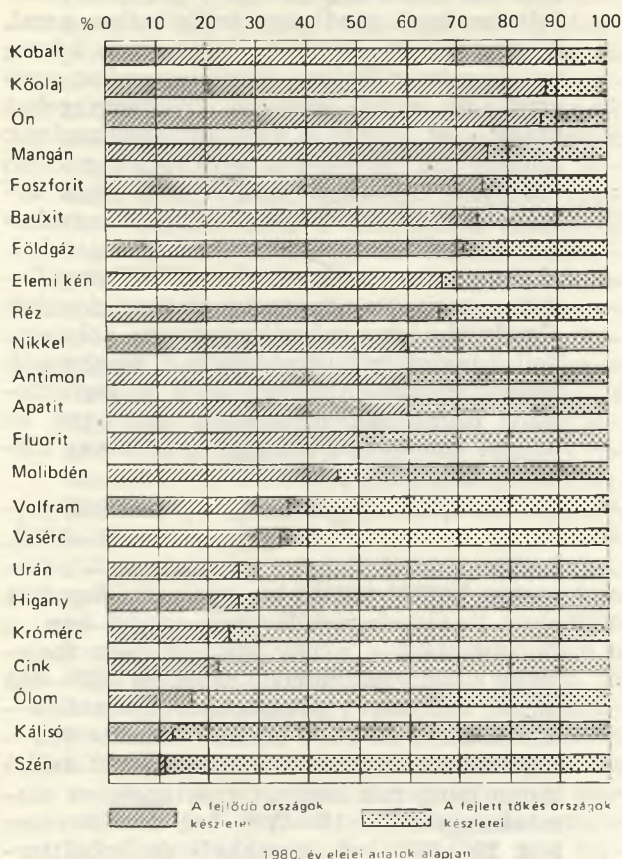 % 0 10 20 30 40 50 60 70 80 90 100
Kobalt
Kőolaj
Ón
Mangán
Foszforit
Bauxit
Földgáz
Elemi kén
Réz
Nikkel
Antimon
Apatit
Fluorit
Molibdén
Volfram
Vasérc
Urán
Higany
Krómérc
Cink
Ólom
Kálisó
Szén
A fejlődő országok készletei
A fejlett tőkés országok készletei
1980. év elejei adatok alapján